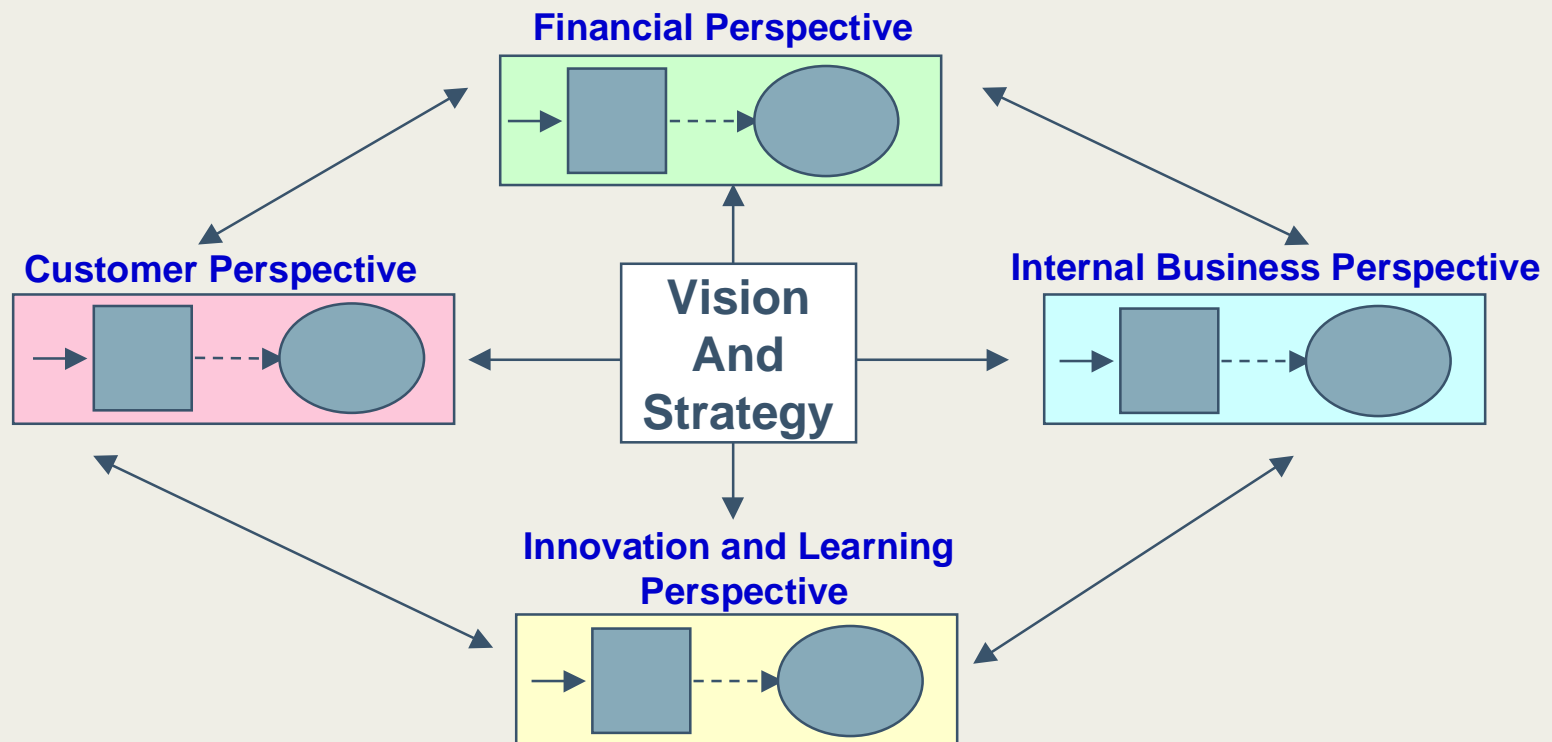 Financial Perspective
Customer Perspective
Internal Business Perspective
Vision
And
Strategy
Innovation and Learning
Perspective